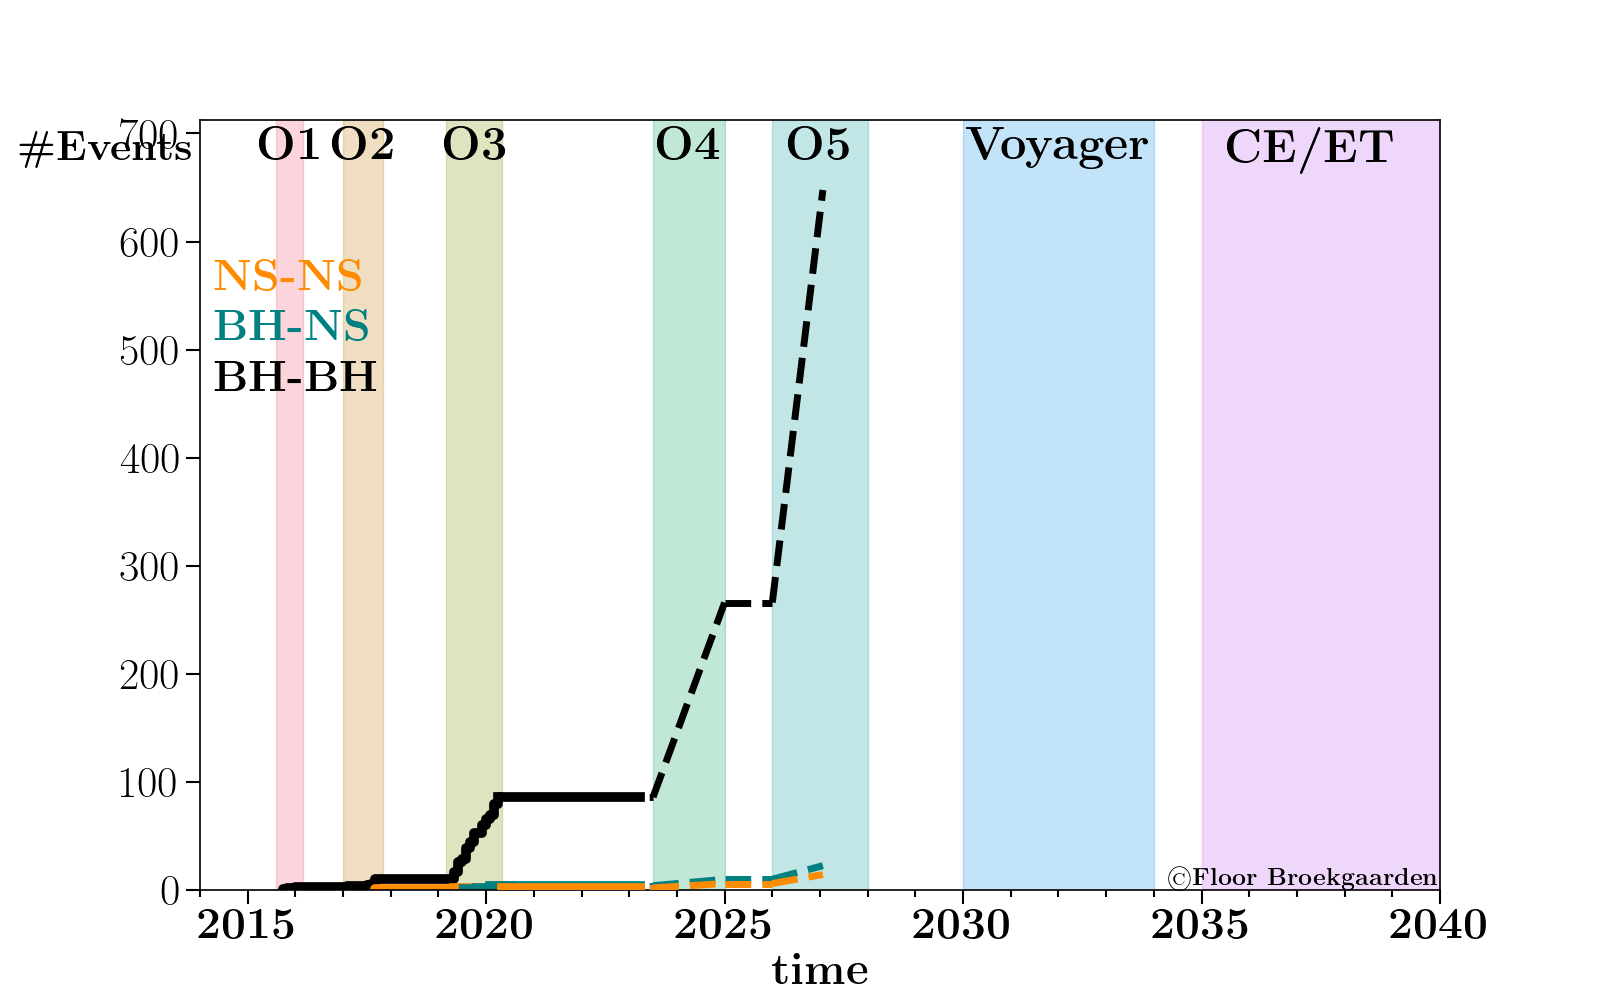 700
#Events
O1 O2 O3 O4 O5 Voyager CE/ET
600
NS-NS
BH-NS
500
BH-BH
400
300
200
100
©Floor Broekgaarden
0
2015 2020 2025 2030 2035 2040
time